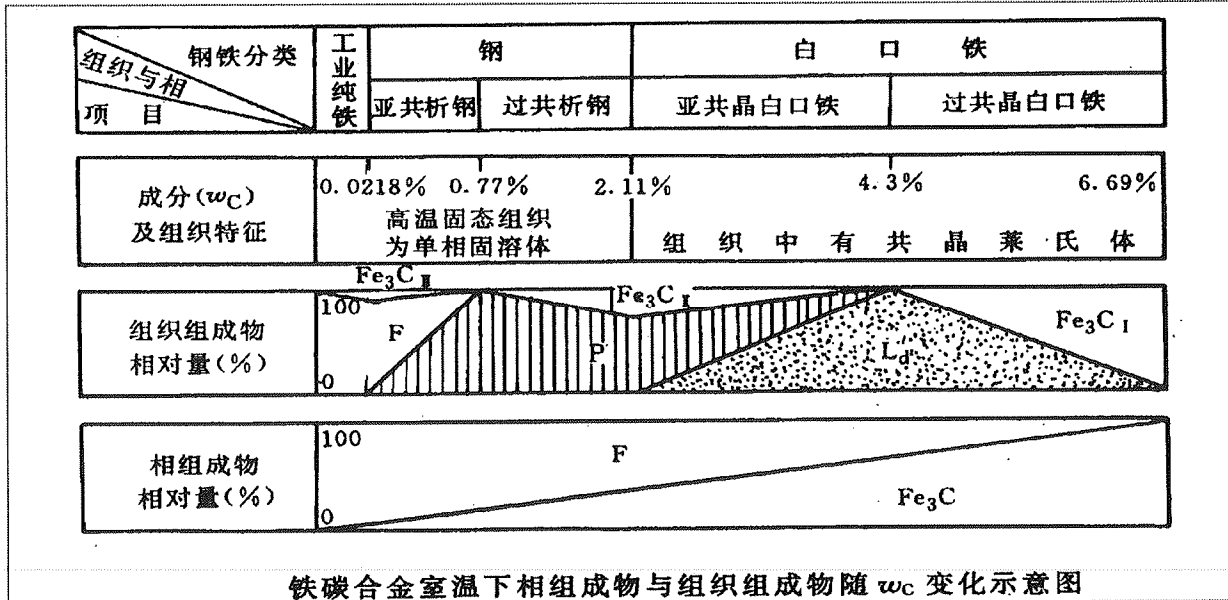 钢铁分类
组织与相
项 目
工业纯铁
钢
白 口 铁
亚共析钢
过共析钢
亚共晶白口铁
过共晶白口铁
成分(wC)
及组织特征
0.0218% 0.77% 2.11% 4.3% 6.69%
高温固态组织
为单相固溶体
组 织 中 有 共 晶 莱 氏 体
组织组成物
相对量(%)
100
0
Fe3CⅢ
F
P
Fe3CⅡ
Ld'
Fe3CⅠ
相组成物
相对量(%)
100
0
F
Fe3C
铁碳合金室温下相组成物与组织组成物随 wC 变化示意图